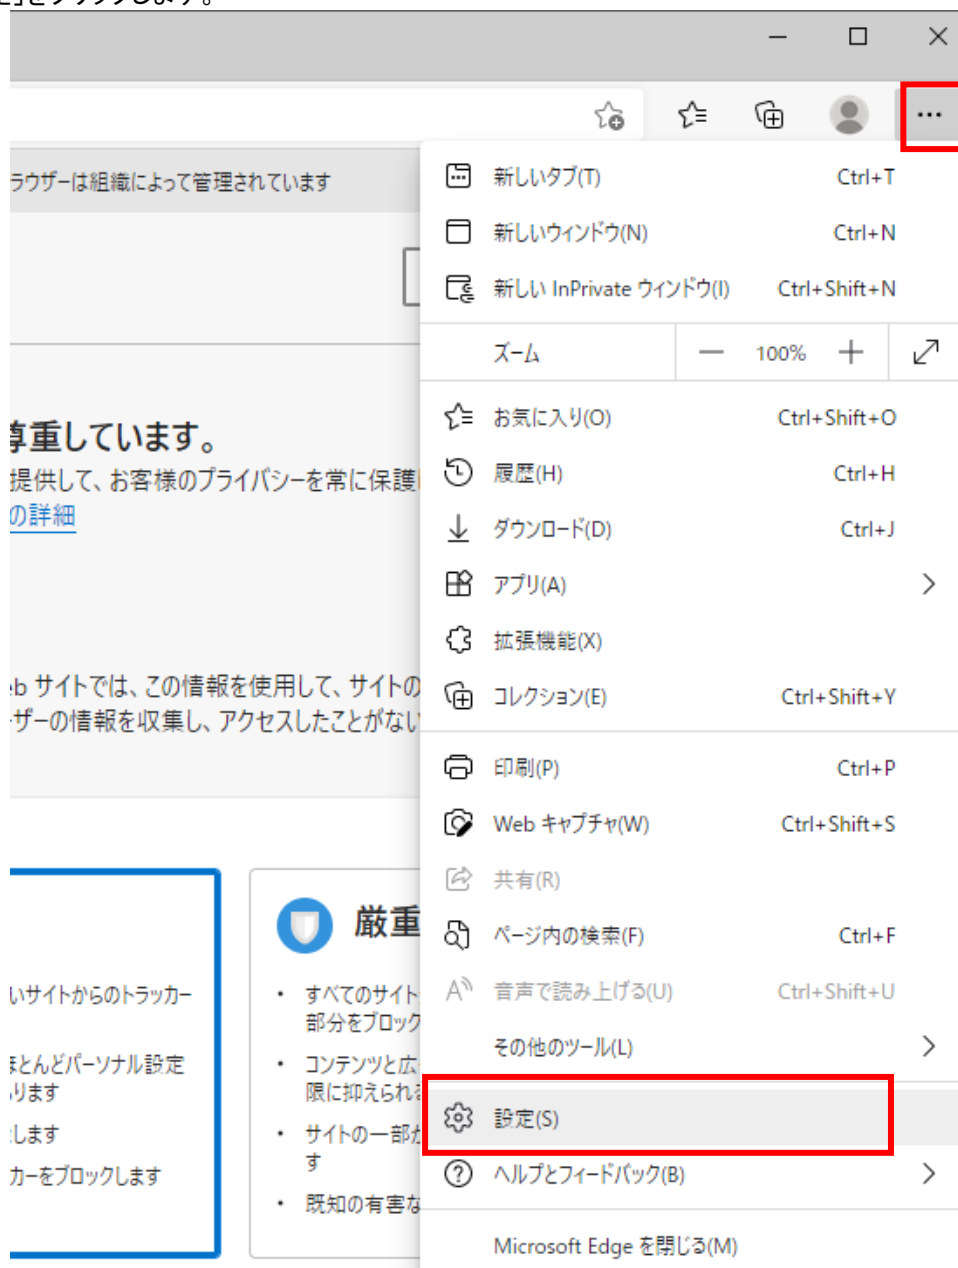 をクリックします。
ラウザーは組織によって管理されています
尊重しています。
提供して、お客様のプライバシーを常に保護
の詳細
eb サイトでは、この情報を使用して、サイトの
ーザーの情報を収集し、アクセスしたことがない
いサイトからのトラッカー
ほとんどパーソナル設定
ります
します
カーをブロックします
厳重
• すべてのサイト
部分をブロック
• コンテンツと広
限に抑えられる
• サイトの一部が
す
• 既知の有害な
新しいタブ(T) Ctrl+T
新しいウィンドウ(N) Ctrl+N
新しい InPrivate ウィンドウ(I) Ctrl+Shift+N
ズーム — 100% +
お気に入り(O) Ctrl+Shift+O
履歴(H) Ctrl+H
ダウンロード(D) Ctrl+J
アプリ(A)
拡張機能(X)
コレクション(E) Ctrl+Shift+Y
印刷(P) Ctrl+P
Web キャプチャ(W) Ctrl+Shift+S
共有(R)
ページ内の検索(F) Ctrl+F
音声で読み上げる(U) Ctrl+Shift+U
その他のツール(L)
設定(S)
ヘルプとフィードバック(B)
Microsoft Edge を閉じる(M)